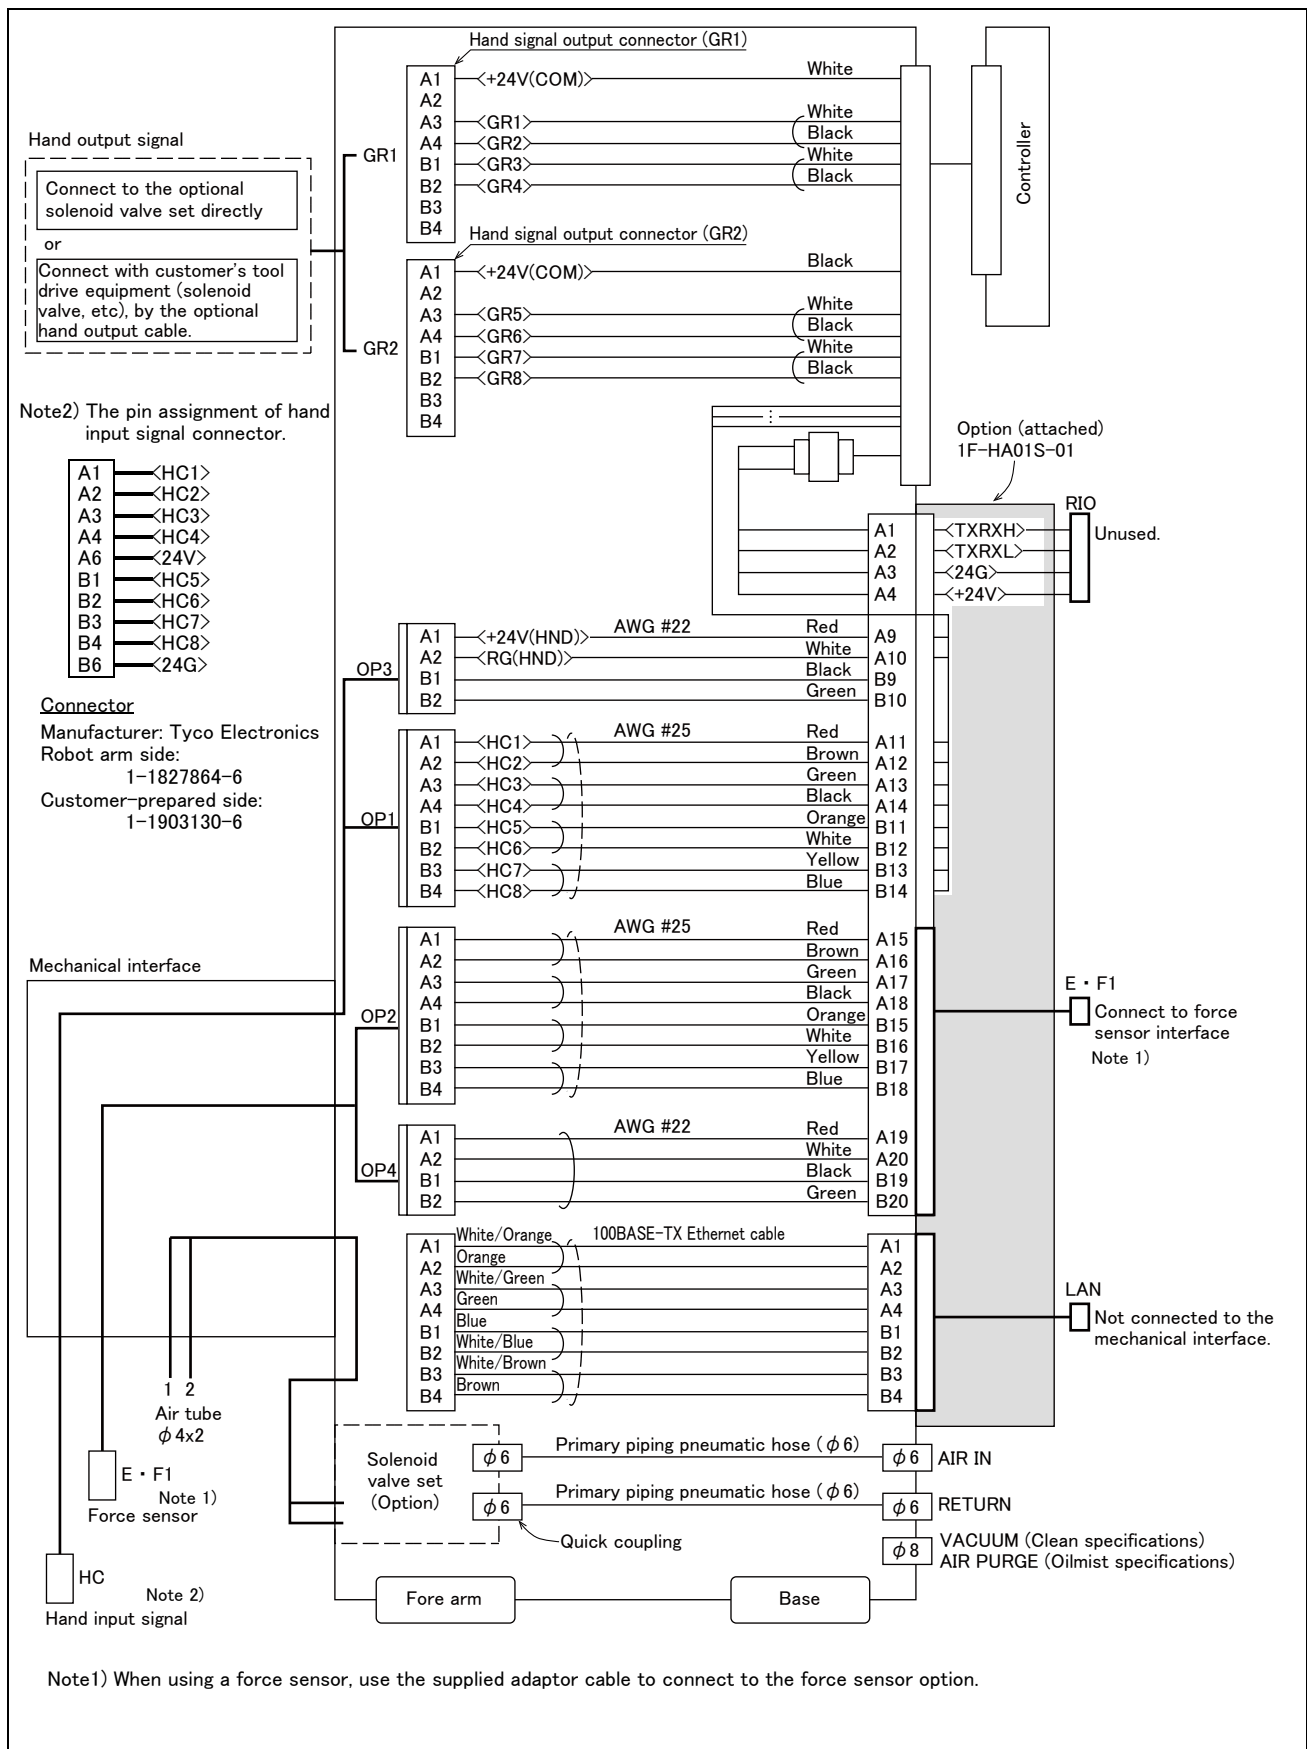 Hand signal output connector (GR1)
A1 <+24V(COM)> White
A2
A3 <GR1> White
A4 <GR2> Black
B1 <GR3> White
B2 <GR4> Black
B3
B4
Hand output signal
Connect to the optional
solenoid valve set directly
or
Connect with customer's tool
drive equipment (solenoid
valve, etc), by the optional
hand output cable.
GR1
GR2
Controller
Hand signal output connector (GR2)
A1 <+24V(COM)> Black
A2
A3 <GR5> White
A4 <GR6> Black
B1 <GR7> White
B2 <GR8> Black
B3
B4
Note2) The pin assignment of hand
input signal connector.
A1 <HC1>
A2 <HC2>
A3 <HC3>
A4 <HC4>
A6 <24V>
B1 <HC5>
B2 <HC6>
B3 <HC7>
B4 <HC8>
B6 <24G>
Connector
Manufacturer: Tyco Electronics
Robot arm side:
1-1827864-6
Customer-prepared side:
1-1903130-6
Option (attached)
1F-HA01S-01
RIO
Unused.
A1 <TXRXH>
A2 <TXRXL>
A3 <24G>
A4 <+24V>
OP3
A1 <+24V(HND)> AWG #22 Red A9
A2 <RG(HND)> White A10
B1 Black B9
B2 Green B10
OP1
A1 <HC1> AWG #25 Red A11
A2 <HC2> Brown A12
A3 <HC3> Green A13
A4 <HC4> Black A14
B1 <HC5> Orange B11
B2 <HC6> White B12
B3 <HC7> Yellow B13
B4 <HC8> Blue B14
Mechanical interface
OP2
A1 AWG #25 Red A15
A2 Brown A16
A3 Green A17
A4 Black A18
B1 Orange B15
B2 White B16
B3 Yellow B17
B4 Blue B18
E・F1
Connect to force
sensor interface
Note 1)
OP4
A1 AWG #22 Red A19
A2 White A20
B1 Black B19
B2 Green B20
A1 White/Orange 100BASE-TX Ethernet cable A1
A2 Orange A2
A3 White/Green A3
A4 Green A4
B1 Blue B1
B2 White/Blue B2
B3 White/Brown B3
B4 Brown B4
LAN
Not connected to the
mechanical interface.
1 2
Air tube
φ4x2
E・F1
Note 1)
Force sensor
HC
Note 2)
Hand input signal
Solenoid
valve set
(Option)
φ6 Primary piping pneumatic hose (φ6) φ6 AIR IN
φ6 Primary piping pneumatic hose (φ6) φ6 RETURN
Quick coupling
φ8 VACUUM (Clean specifications)
AIR PURGE (Oilmist specifications)
Fore arm
Base
Note1) When using a force sensor, use the supplied adaptor cable to connect to the force sensor option.